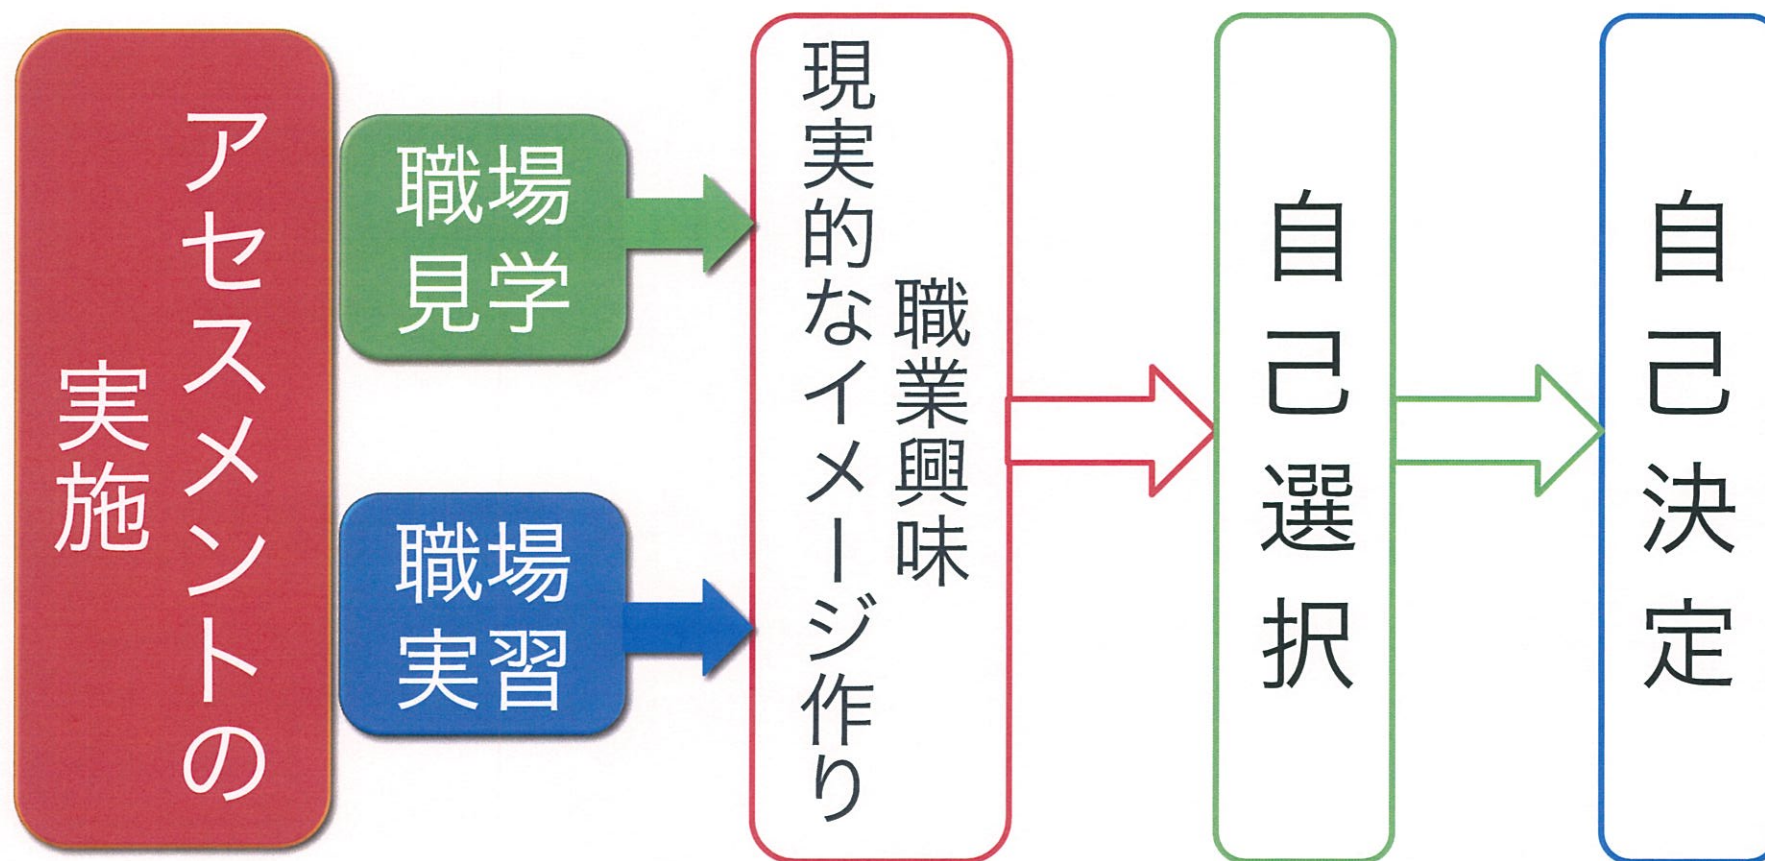 アセスメントの
実施
職場
見学
職場
実習
職業興味
現実的なイメージ作り
自己選択
自己決定